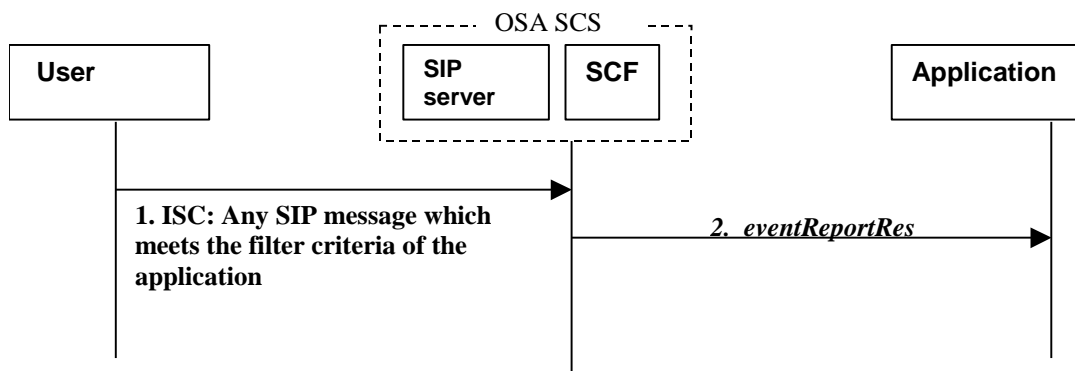 OSA SCS
User
SIP
server
SCF
Application
1. ISC: Any SIP message which
meets the filter criteria of the
application
2. eventReportRes